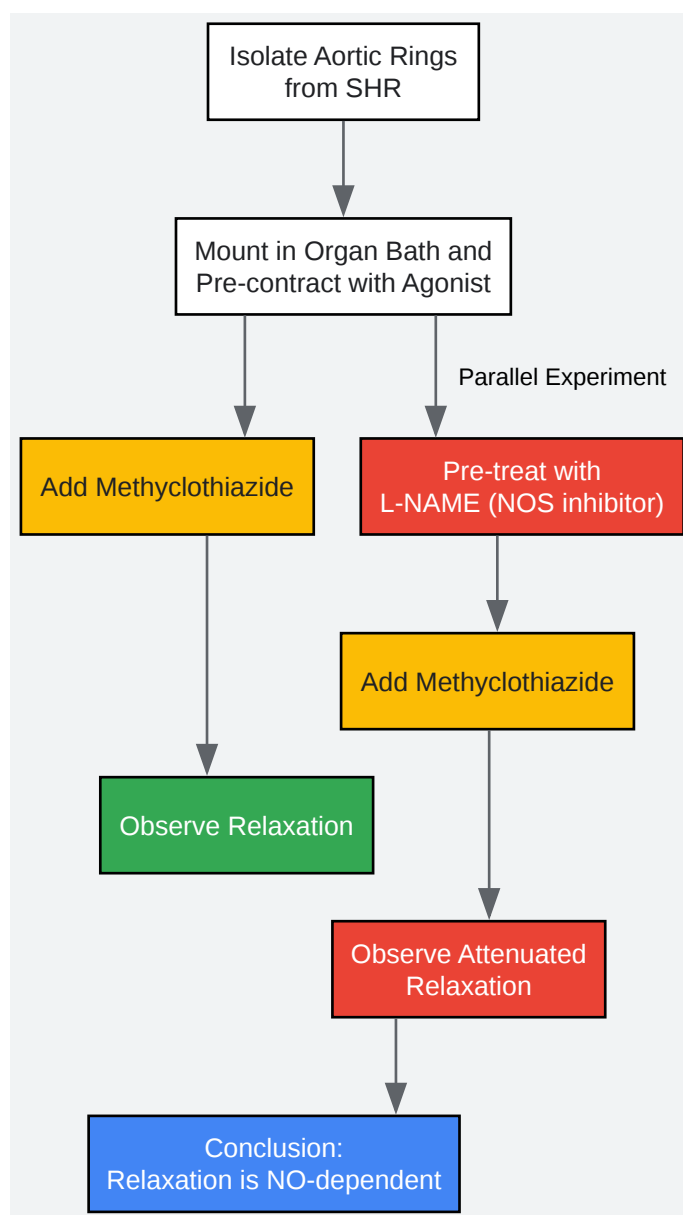 Isolate Aortic Rings
from SHR
Mount in Organ Bath and
Pre-contract with Agonist
Parallel Experiment
Add Methyclothiazide
Pre-treat with
L-NAME (NOS inhibitor)
Add Methyclothiazide
Observe Relaxation
Observe Attenuated
Relaxation
Conclusion:
Relaxation is NO-dependent